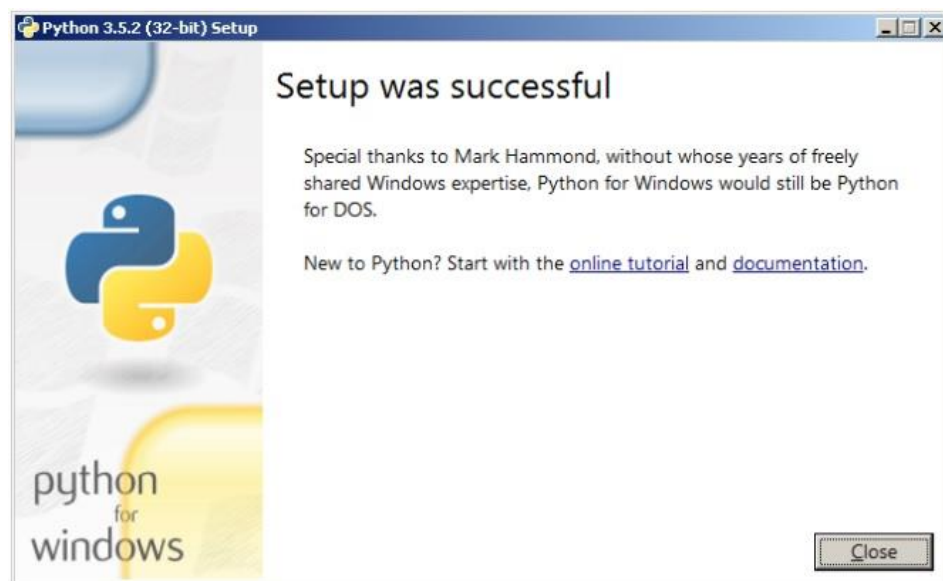 Python 3.5.2 (32-bit) Setup
Setup was successful
Special thanks to Mark Hammond, without whose years of freely
shared Windows expertise, Python for Windows would still be Python
for DOS.
New to Python? Start with the online tutorial and documentation.
python
for
windows
Close